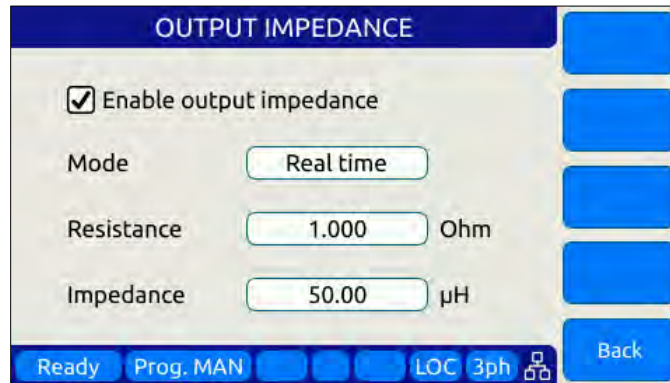 OUTPUT IMPEDANCE
Enable output impedance
Mode Real time
Resistance 1.000 Ohm
Impedance 50.00 µH
Back
Ready Prog. MAN LOC 3ph